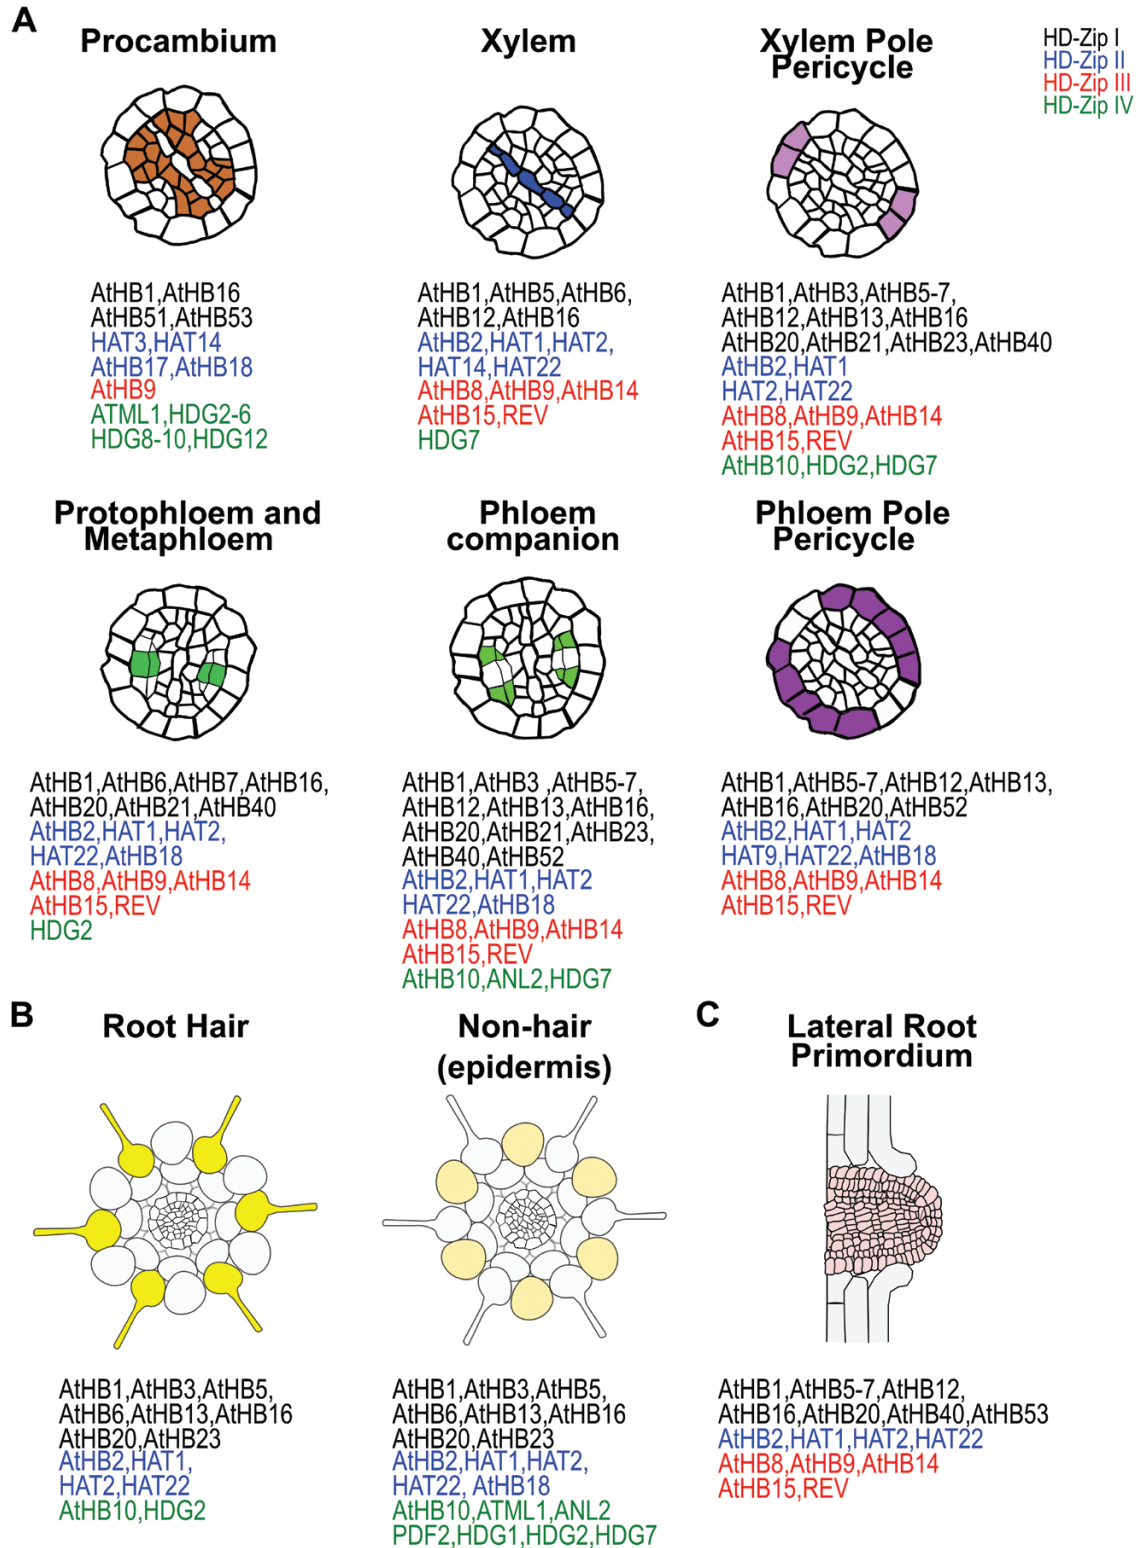 A
Procambium
Xylem
Xylem Pole
Pericycle
HD-Zip I
HD-Zip II
HD-Zip III
HD-Zip IV
AtHB1,AtHB16
AtHB51,AtHB53
HAT3,HAT14
AtHB17,AtHB18
AtHB9
ATML1,HDG2-6
HDG8-10,HDG12
AtHB1,AtHB5,AtHB6,
AtHB12,AtHB16
AtHB2,HAT1,HAT2,
HAT14,HAT22
AtHB8,AtHB9,AtHB14
AtHB15,REV
HDG7
AtHB1,AtHB3,AtHB5-7,
AtHB12,AtHB13,AtHB16
AtHB20,AtHB21,AtHB23,AtHB40
AtHB2,HAT1
HAT2,HAT22
AtHB8,AtHB9,AtHB14
AtHB15,REV
AtHB10,HDG2,HDG7
Protophloem and
Metaphloem
Phloem
companion
Phloem Pole
Pericycle
AtHB1,AtHB6,AtHB7,AtHB16,
AtHB20,AtHB21,AtHB40
AtHB2,HAT1,HAT2,
HAT22,AtHB18
AtHB8,AtHB9,AtHB14
AtHB15,REV
HDG2
AtHB1,AtHB3 ,AtHB5-7,
AtHB12,AtHB13,AtHB16,
AtHB20,AtHB21,AtHB23,
AtHB40,AtHB52
AtHB2,HAT1,HAT2
HAT22,AtHB18
AtHB8,AtHB9,AtHB14
AtHB15,REV
AtHB10,ANL2,HDG7
AtHB1,AtHB5-7,AtHB12,AtHB13,
AtHB16,AtHB20,AtHB52
AtHB2,HAT1,HAT2
HAT9,HAT22,AtHB18
AtHB8,AtHB9,AtHB14
AtHB15,REV
B
Root Hair
Non-hair
(epidermis)
C
Lateral Root
Primordium
AtHB1,AtHB3,AtHB5,
AtHB6,AtHB13,AtHB16
AtHB20,AtHB23
AtHB2,HAT1,
HAT2,HAT22
AtHB10,HDG2
AtHB1,AtHB3,AtHB5,
AtHB6,AtHB13,AtHB16
AtHB20,AtHB23
AtHB2,HAT1,HAT2,
HAT22, AtHB18
AtHB10,ATML1,ANL2
PDF2,HDG1,HDG2,HDG7
AtHB1,AtHB5-7,AtHB12,
AtHB16,AtHB20,AtHB40,AtHB53
AtHB2,HAT1,HAT2,HAT22
AtHB8,AtHB9,AtHB14
AtHB15,REV